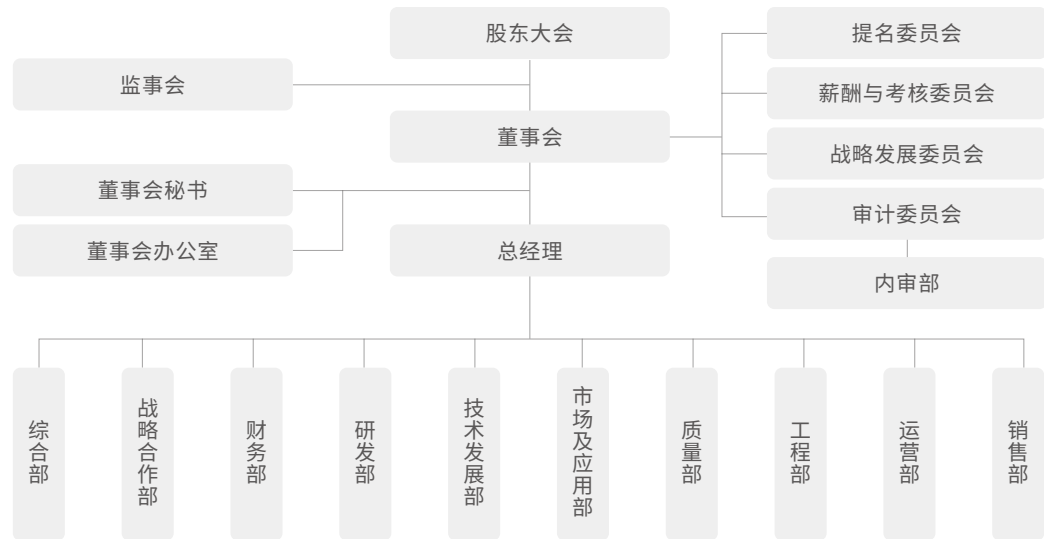 股东大会
监事会
董事会
提名委员会
薪酬与考核委员会
战略发展委员会
审计委员会
内审部
董事会秘书
董事会办公室
总经理
综合部
战略合作部
财务部
研发部
技术发展部
市场及应用部
质量部
工程部
运营部
销售部